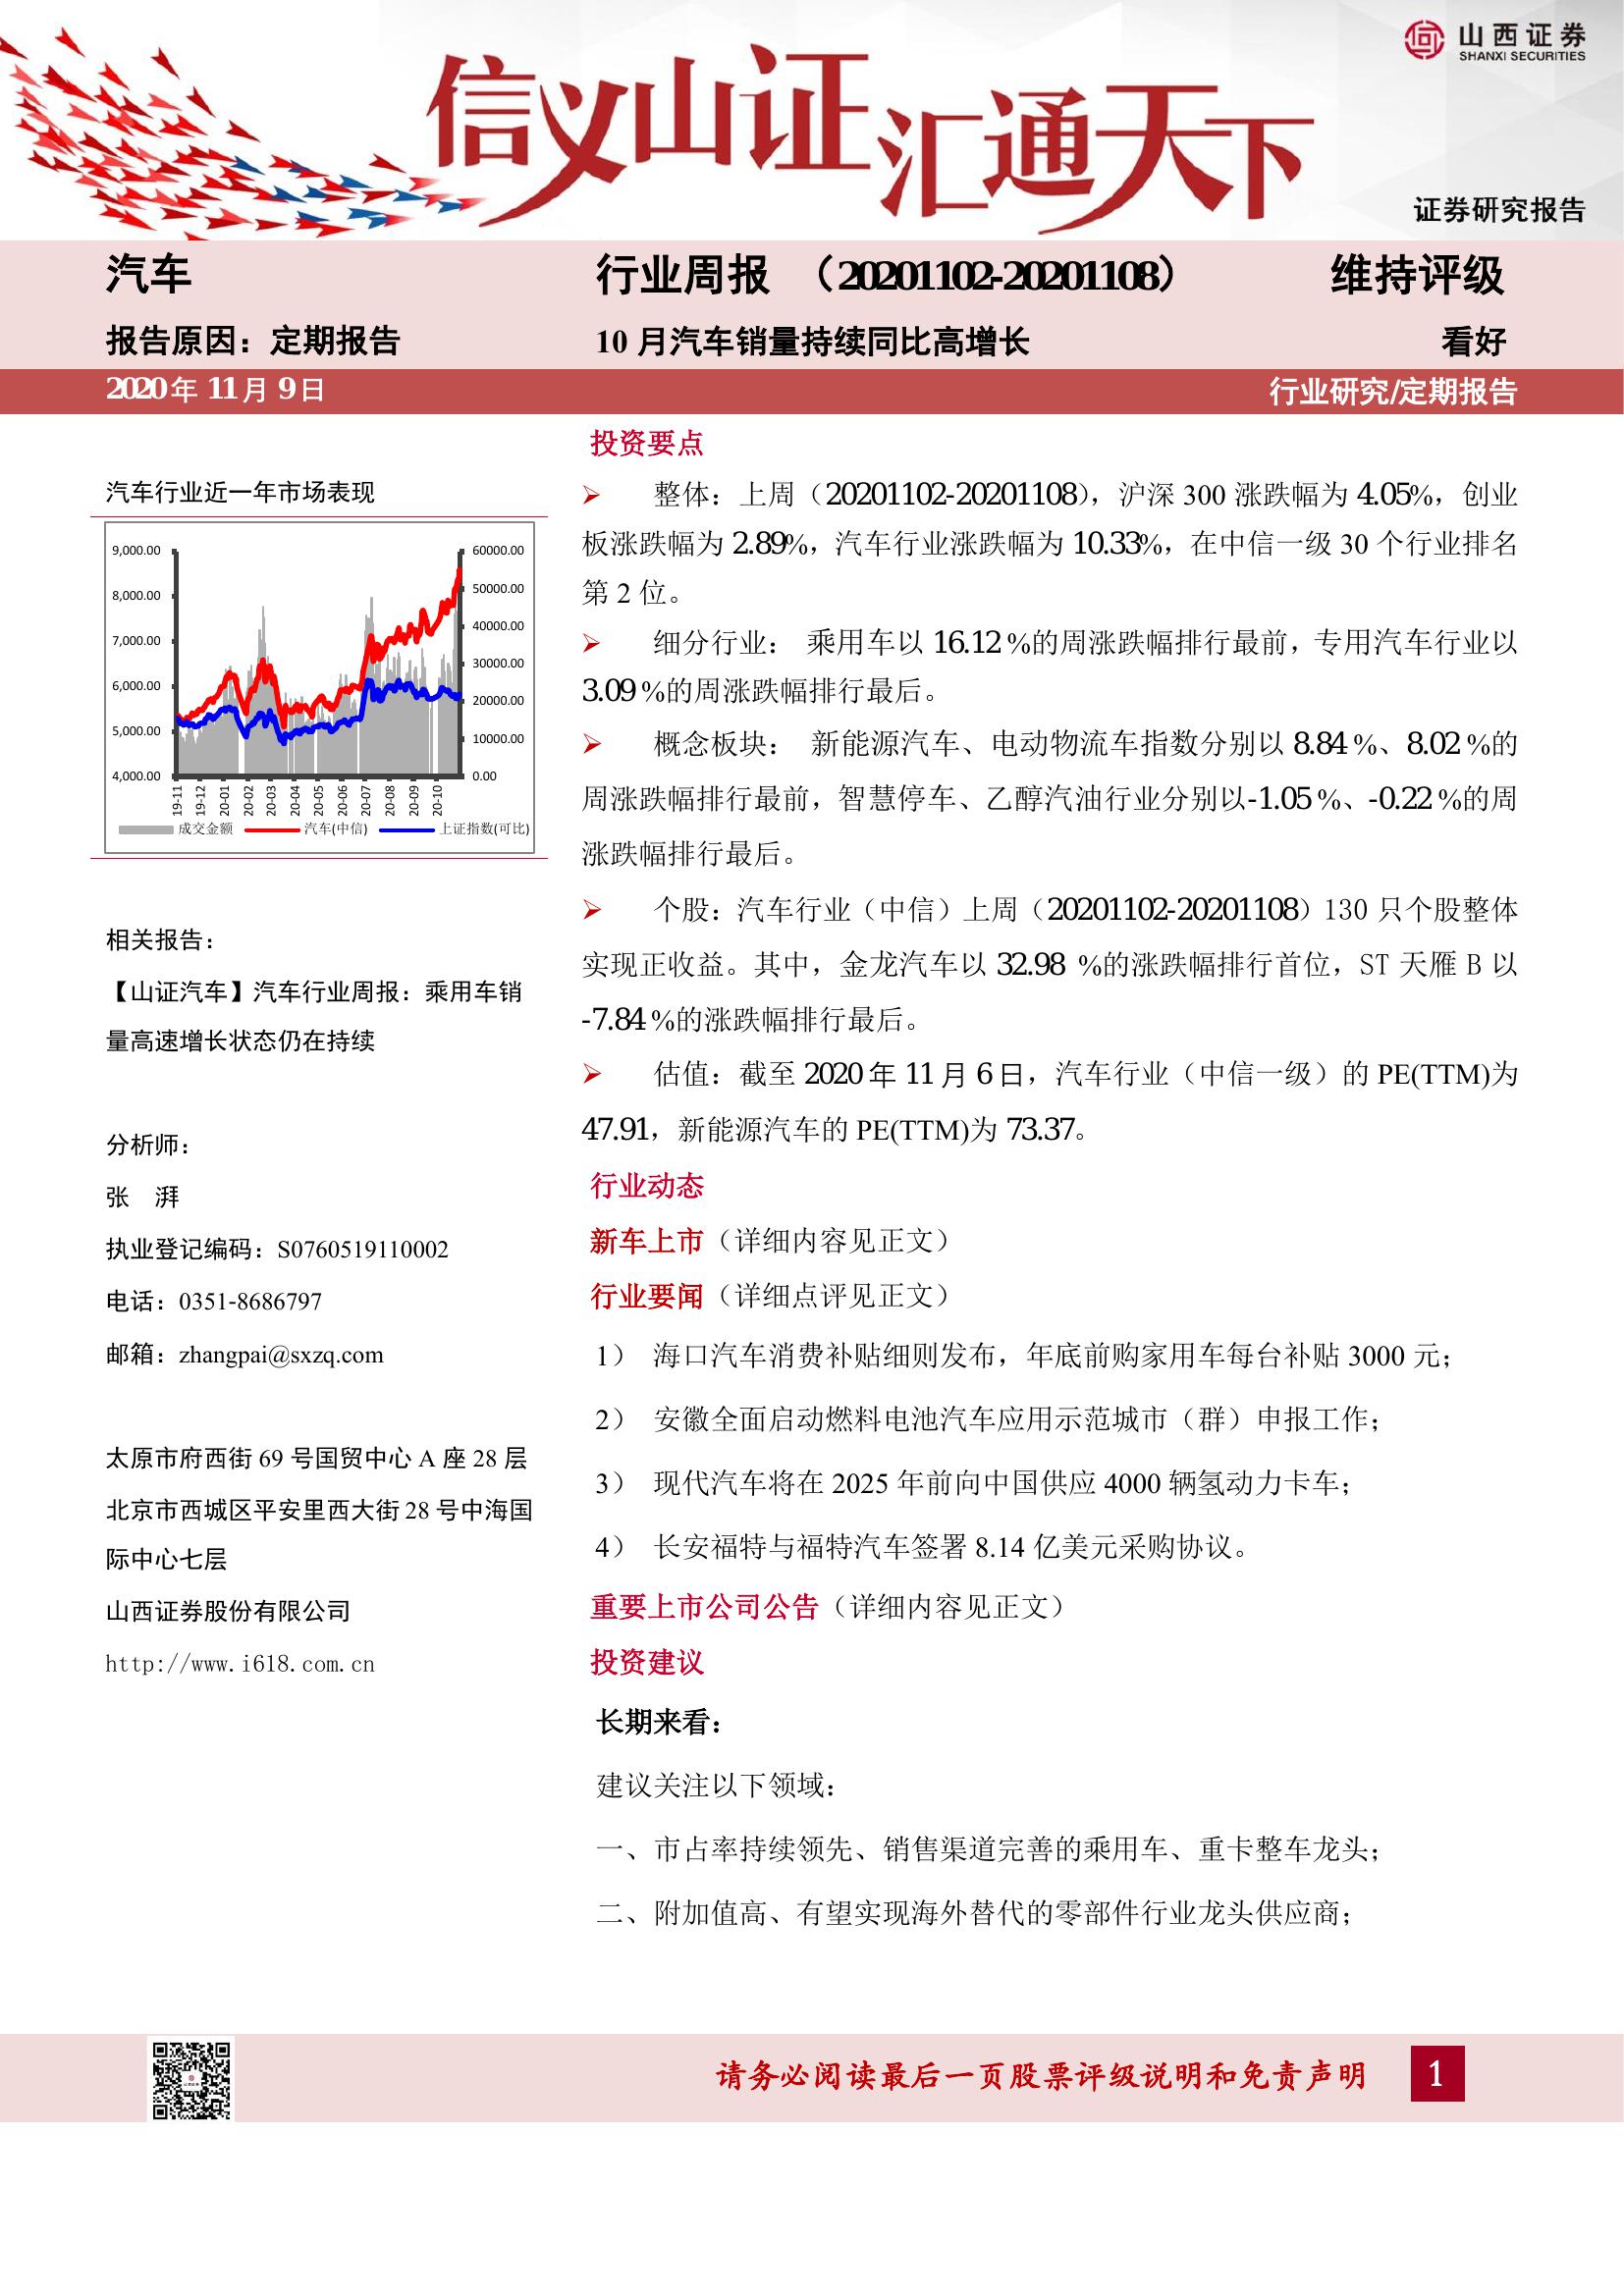 山西证券
SHANXI SECURITIES
信义山证汇通天下
证券研究报告
汽车
行业周报 （20201102-20201108）
维持评级
报告原因：定期报告
10 月汽车销量持续同比高增长
看好
2020 年 11 月 9 日
行业研究/定期报告
汽车行业近一年市场表现
9,000.00
8,000.00
7,000.00
6,000.00
5,000.00
4,000.00
60000.00
50000.00
40000.00
30000.00
20000.00
10000.00
0.00
19-11
19-12
20-01
20-02
20-03
20-04
20-05
20-06
20-07
20-08
20-09
20-10
成交金额 汽车(中信) 上证指数(可比)
相关报告：
【山证汽车】汽车行业周报：乘用车销
量高速增长状态仍在持续
分析师：
张　湃
执业登记编码：S0760519110002
电话：0351-8686797
邮箱：zhangpai@sxzq.com
太原市府西街 69 号国贸中心 A 座 28 层
北京市西城区平安里西大街 28 号中海国
际中心七层
山西证券股份有限公司
http://www.i618.com.cn
投资要点
➢ 整体：上周（20201102-20201108），沪深 300 涨跌幅为 4.05%，创业
板涨跌幅为 2.89%，汽车行业涨跌幅为 10.33%，在中信一级 30 个行业排名
第 2 位。
➢ 细分行业： 乘用车以 16.12 %的周涨跌幅排行最前，专用汽车行业以
3.09 %的周涨跌幅排行最后。
➢ 概念板块： 新能源汽车、电动物流车指数分别以 8.84 %、8.02 %的
周涨跌幅排行最前，智慧停车、乙醇汽油行业分别以-1.05 %、-0.22 %的周
涨跌幅排行最后。
➢ 个股：汽车行业（中信）上周（20201102-20201108）130 只个股整体
实现正收益。其中，金龙汽车以 32.98 %的涨跌幅排行首位，ST 天雁 B 以
-7.84 %的涨跌幅排行最后。
➢ 估值：截至 2020 年 11 月 6 日，汽车行业（中信一级）的 PE(TTM)为
47.91，新能源汽车的 PE(TTM)为 73.37。
行业动态
新车上市（详细内容见正文）
行业要闻（详细点评见正文）
1） 海口汽车消费补贴细则发布，年底前购家用车每台补贴 3000 元；
2） 安徽全面启动燃料电池汽车应用示范城市（群）申报工作；
3） 现代汽车将在 2025 年前向中国供应 4000 辆氢动力卡车；
4） 长安福特与福特汽车签署 8.14 亿美元采购协议。
重要上市公司公告（详细内容见正文）
投资建议
长期来看：
建议关注以下领域：
一、市占率持续领先、销售渠道完善的乘用车、重卡整车龙头；
二、附加值高、有望实现海外替代的零部件行业龙头供应商；
请务必阅读最后一页股票评级说明和免责声明
1